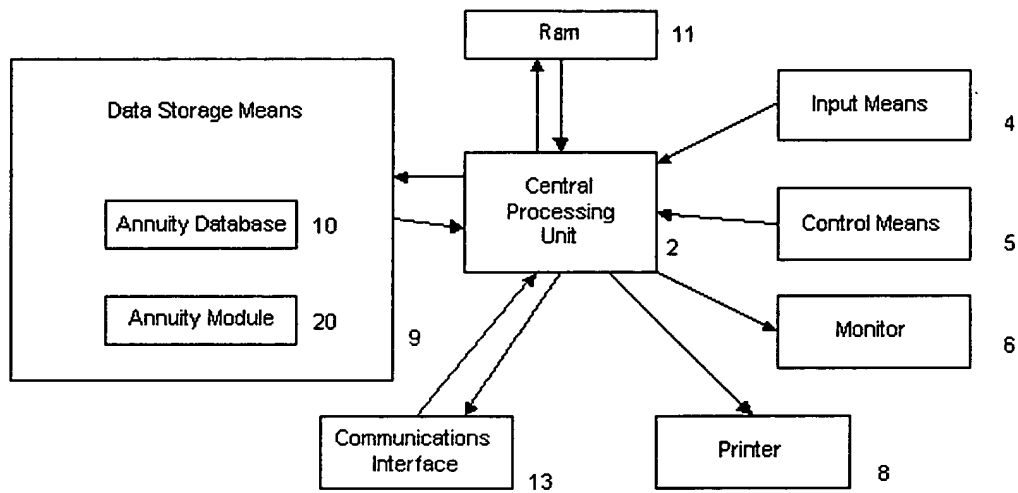 Ram
11
Data Storage Means
Input Means
4
Central
Processing
Unit
2
Annuity Database
10
Control Means
5
Annuity Module
20
9
Monitor
6
Communications
Interface
13
Printer
8